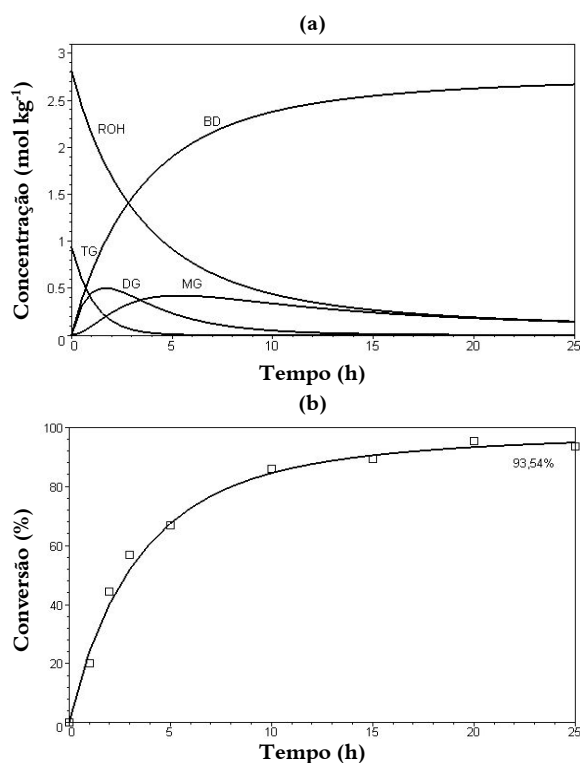 (a)
Concentração (mol kg-1)
3
2.5
2
1.5
1
0.5
0
ROH
BD
TG
DG
MG
0 5 10 15 20 25
Tempo (h)
(b)
Conversão (%)
100
80
60
40
20
0
93,54%
0 5 10 15 20 25
Tempo (h)